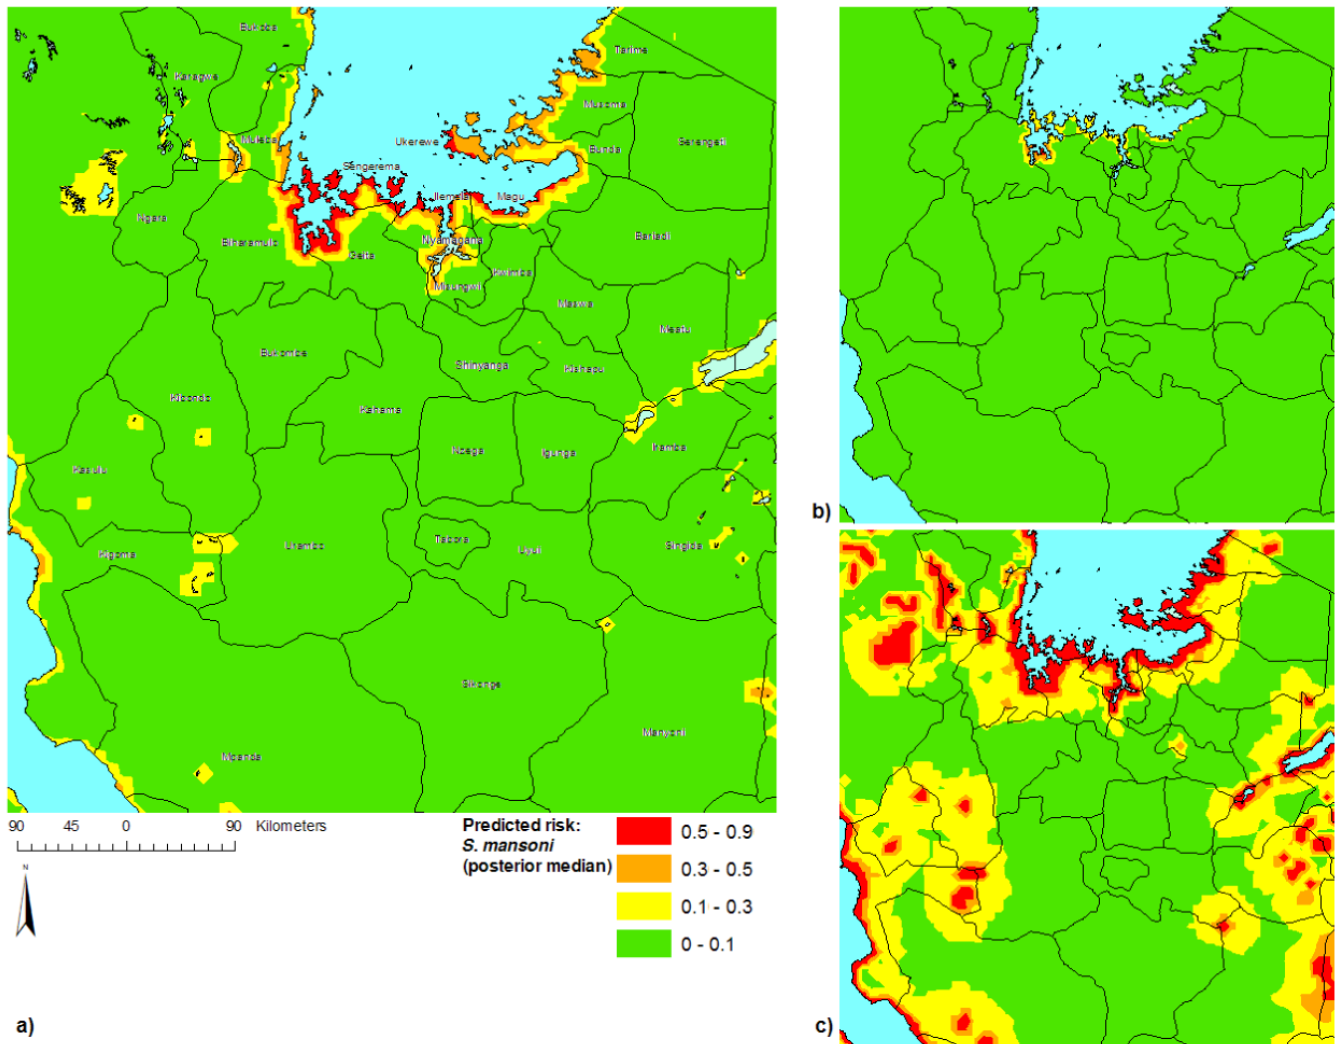 Bukoba
Tarime
Karagwe
Musoma
Muleba
Ukerewe
Serengeti
Bunda
Sengerema
Ilemela
Magu
Ngara
Nyamagana
Bariadi
Biharamulo
Geita
Kwimba
Misungwi
Maswa
Meatu
Bukombe
Shinyanga
Kishapu
Kibondo
Kahama
Nzega
Igunga
Iramba
Kasulu
b)
Tabora
Kigoma
Urambo
Uyui
Singida
Sikonge
Manyoni
Mpanda
90 45 0 90 Kilometers
Predicted risk:
S. mansoni
(posterior median)
0.5 - 0.9
0.3 - 0.5
0.1 - 0.3
0 - 0.1
N
a)
c)